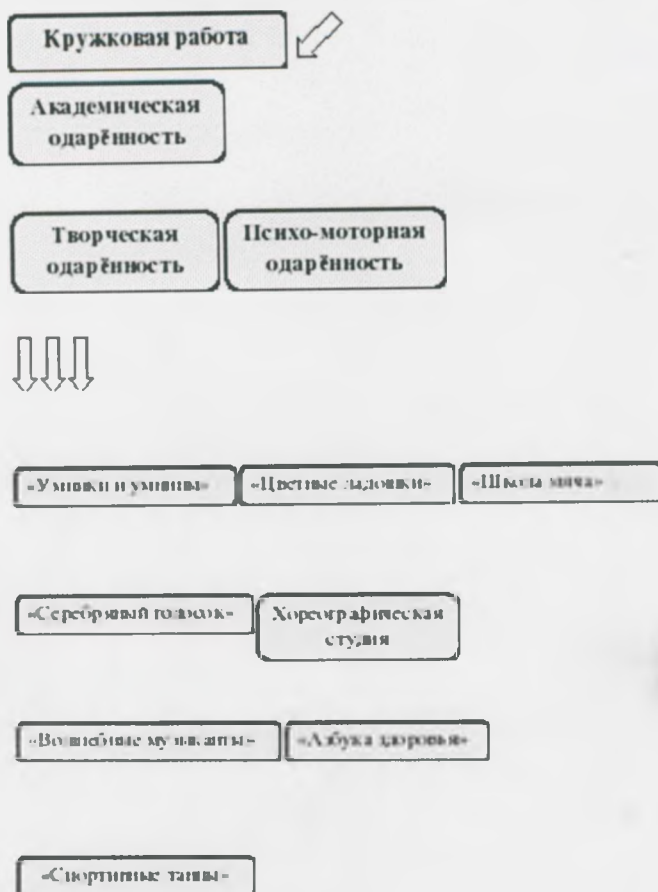 Кружковая работа
Академическая
одарённость
Творческая
одарённость
Психо-моторная
одарённость
«Умники и умницы»
«Цветные ладошки»
«Школа мяча»
«Серебряный голосок»
Хореографическая
студия
«Волшебные музыканты»
«Азбука здоровья»
«Спортивные танцы»